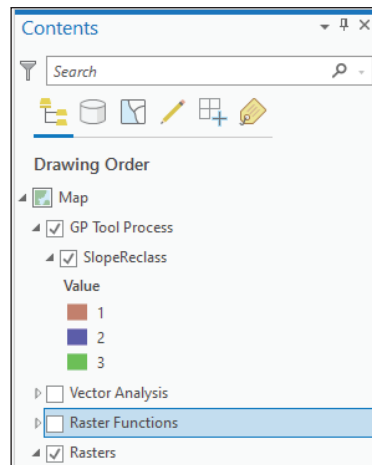 Contents
Search
Drawing Order
Map
GP Tool Process
SlopeReclass
Value
1
2
3
Vector Analysis
Raster Functions
Rasters